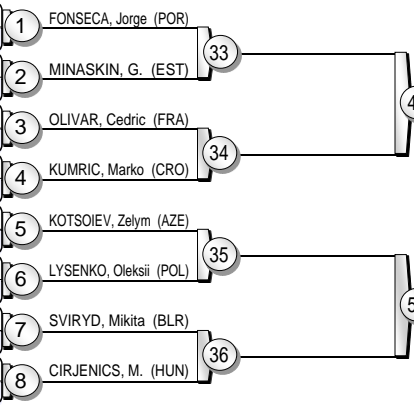 1 FONSECA, Jorge (POR)
33
2 MINASKIN, G. (EST)
3 OLIVAR, Cedric (FRA)
34
4 KUMRIC, Marko (CRO)
5 KOTSOIEV, Zelym (AZE)
35
6 LYSENKO, Oleksii (POL)
7 SVIRYD, Mikita (BLR)
36
8 CIRJENICS, M. (HUN)